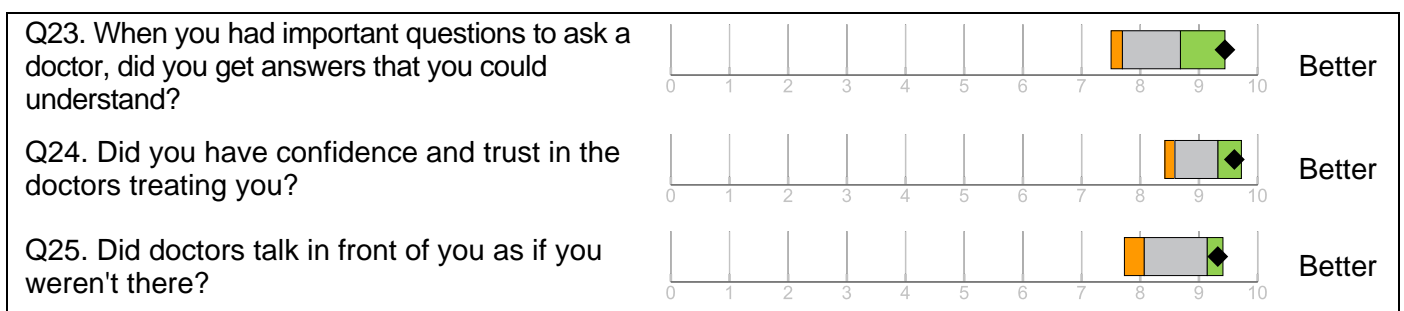 Q23. When you had important questions to ask a
doctor, did you get answers that you could
understand?
0 1 2 3 4 5 6 7 8 9 10
Better
Q24. Did you have confidence and trust in the
doctors treating you?
0 1 2 3 4 5 6 7 8 9 10
Better
Q25. Did doctors talk in front of you as if you
weren't there?
0 1 2 3 4 5 6 7 8 9 10
Better